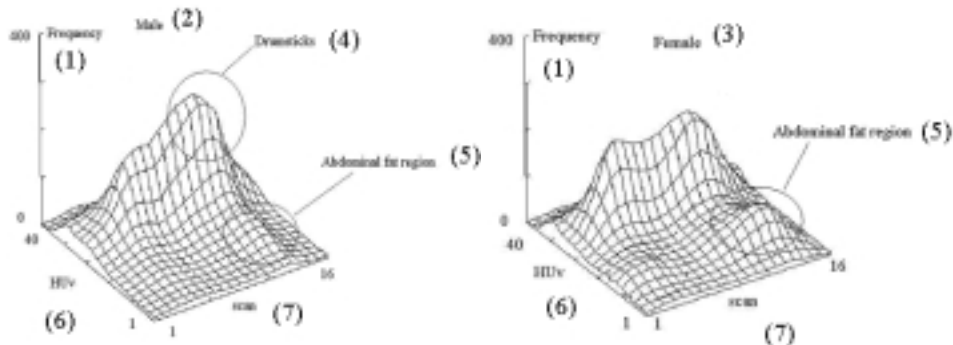 400 Frequency Male (2)
(1)
Drumsticks (4)
Abdominal fat region (5)
0
40
HUv
(6)
1
1
scan
(7)
16
400 Frequency Female (3)
(1)
Abdominal fat region (5)
0
40
HUv
(6)
1
1
scan
(7)
16